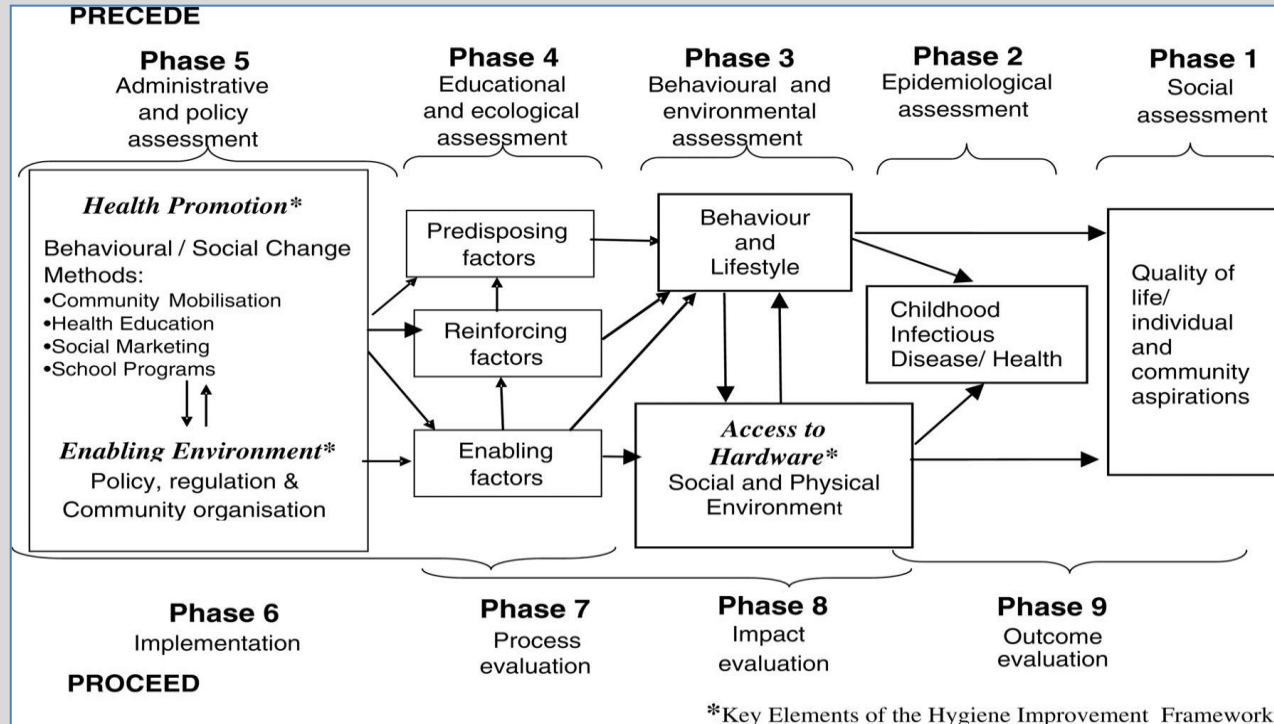 PRECEDE
Phase 5
Administrative
and policy
assessment
Phase 4
Educational
and ecological
assessment
Phase 3
Behavioural and
environmental
assessment
Phase 2
Epidemiological
assessment
Phase 1
Social
assessment
Health Promotion*
Behavioural / Social Change
Methods:
•Community Mobilisation
•Health Education
•Social Marketing
•School Programs
Enabling Environment*
Policy, regulation &
Community organisation
Predisposing
factors
Reinforcing
factors
Enabling
factors
Behaviour
and
Lifestyle
Access to
Hardware*
Social and Physical
Environment
Childhood
Infectious
Disease/ Health
Quality of
life/
individual
and
community
aspirations
Phase 6
Implementation
Phase 7
Process
evaluation
Phase 8
Impact
evaluation
Phase 9
Outcome
evaluation
PROCEED
*Key Elements of the Hygiene Improvement Framework